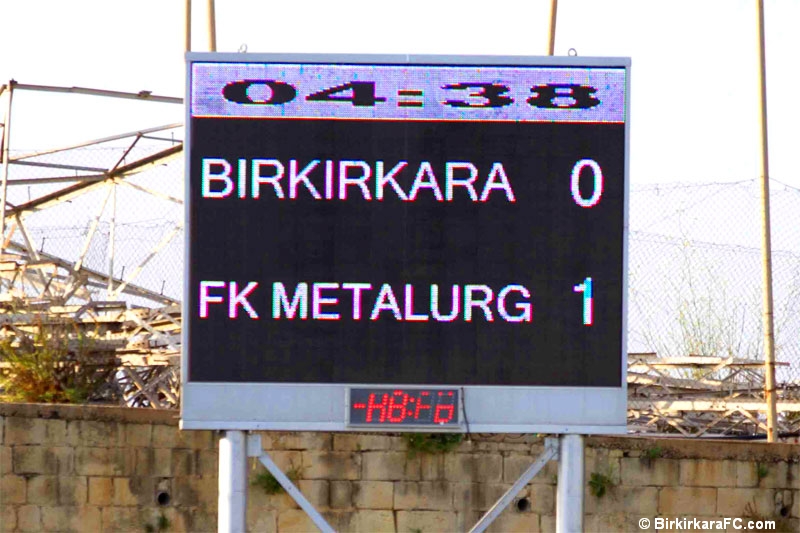 04:38
BIRKIRKARA 0
FK METALURG 1
© BirkirkaraFC.com